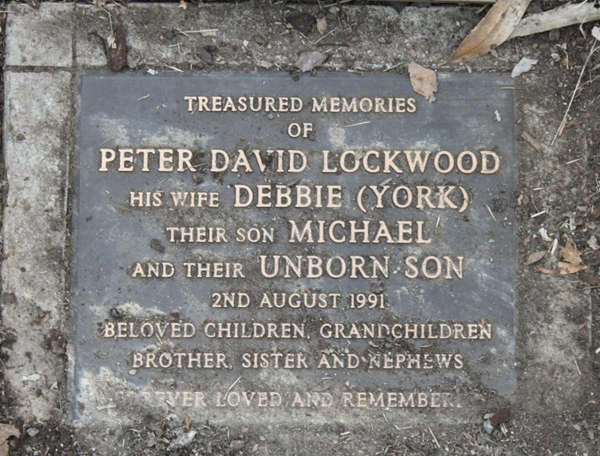 TREASURED MEMORIES
OF
PETER DAVID LOCKWOOD
HIS WIFE DEBBIE (YORK)
THEIR SON MICHAEL
AND THEIR UNBORN SON
2ND AUGUST 1991
BELOVED CHILDREN, GRANDCHILDREN
BROTHER, SISTER AND NEPHEWS
LOVED AND